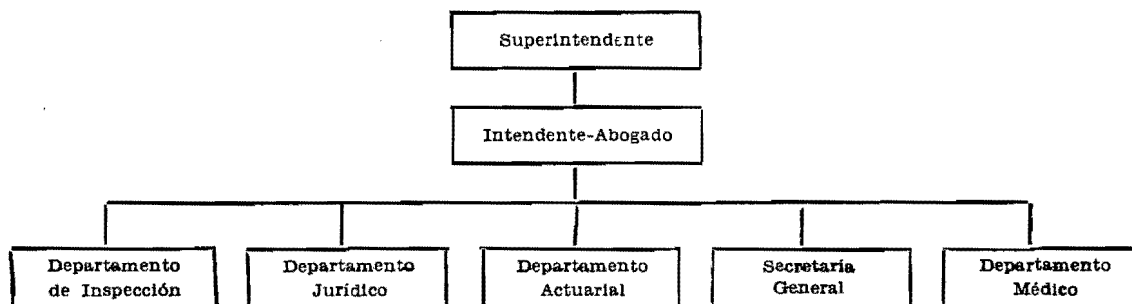 Superintendente
Intendente-Abogado
Departamento
de Inspección
Departamento
Jurídico
Departamento
Actuarial
Secretaría
General
Departamento
Médico